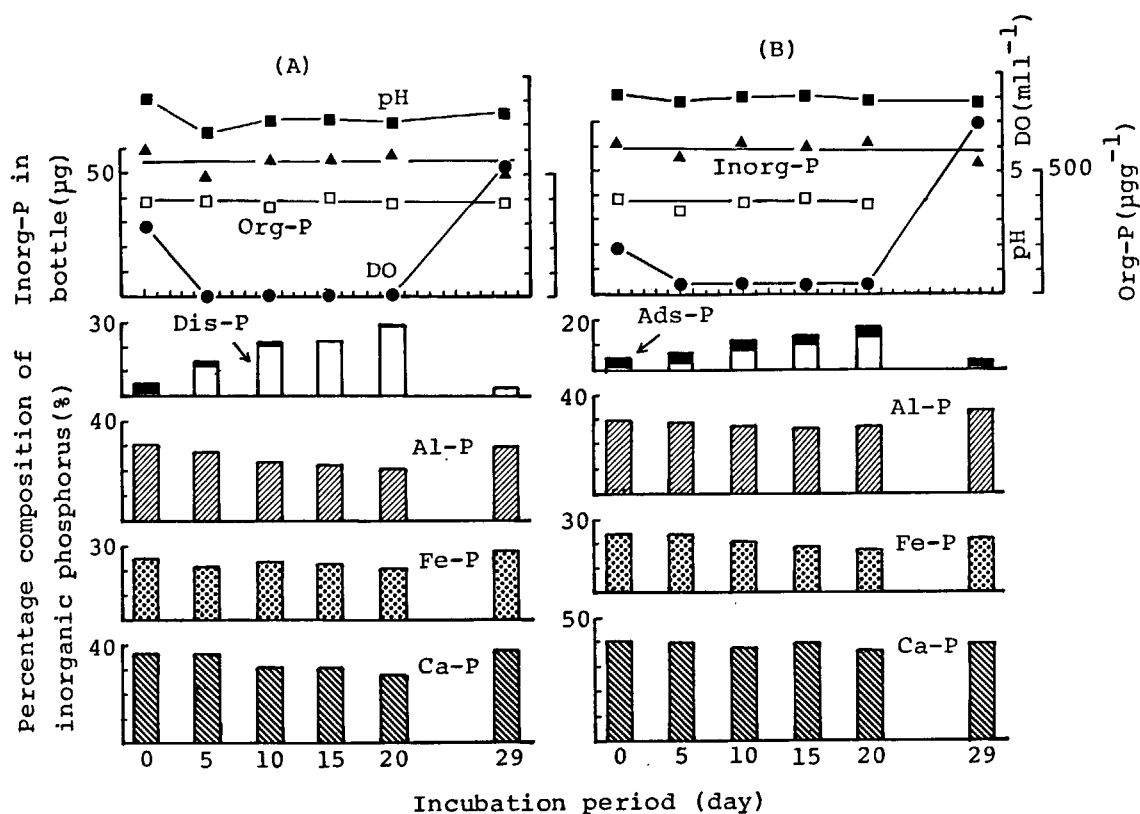 (A)
(B)
pH
Inorg-P
Org-P
DO
50
Inorg-P in
bottle(µg)
5
500
pH
DO(mll⁻¹)
Org-P(µgg⁻¹)
Percentage composition of
inorganic phosphorus(%)
30
Dis-P
20
Ads-P
40
Al-P
40
Al-P
30
Fe-P
30
Fe-P
40
Ca-P
50
Ca-P
0 5 10 15 20 29
0 5 10 15 20 29
Incubation period (day)